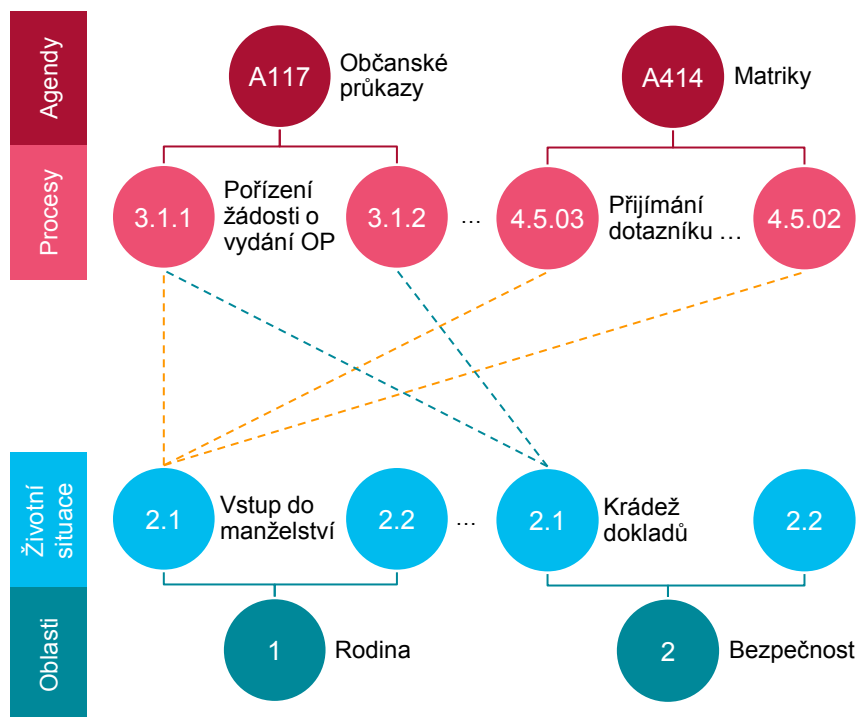 Agendy
A117
Občanské
průkazy
A414
Matriky
Procesy
3.1.1
Pořízení
žádosti o
vydání OP
3.1.2
...
4.5.03
Přijímání
dotazníku ...
4.5.02
Životní
situace
2.1
Vstup do
manželství
2.2
...
2.1
Krádež
dokladů
2.2
Oblasti
1
Rodina
2
Bezpečnost